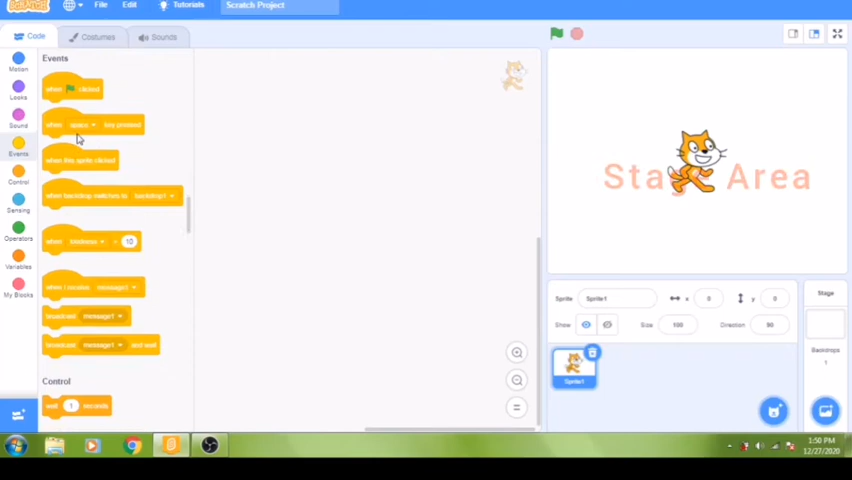 SCRATCH File Edit Tutorials Scratch Project
Code Costumes Sounds
Motion
Looks
Sound
Events
Control
Sensing
Operators
Variables
My Blocks
Events
when clicked
when space key pressed
when this sprite clicked
when backdrop switches to backdrop1
when loudness > 10
when I receive message1
broadcast message1
broadcast message1 and wait
Control
wait 1 seconds
Stage Area
Sprite Sprite1 x 0 y 0
Show Size 100 Direction 90
Sprite1
Stage
Backdrops
1
1:50 PM
12/27/2020